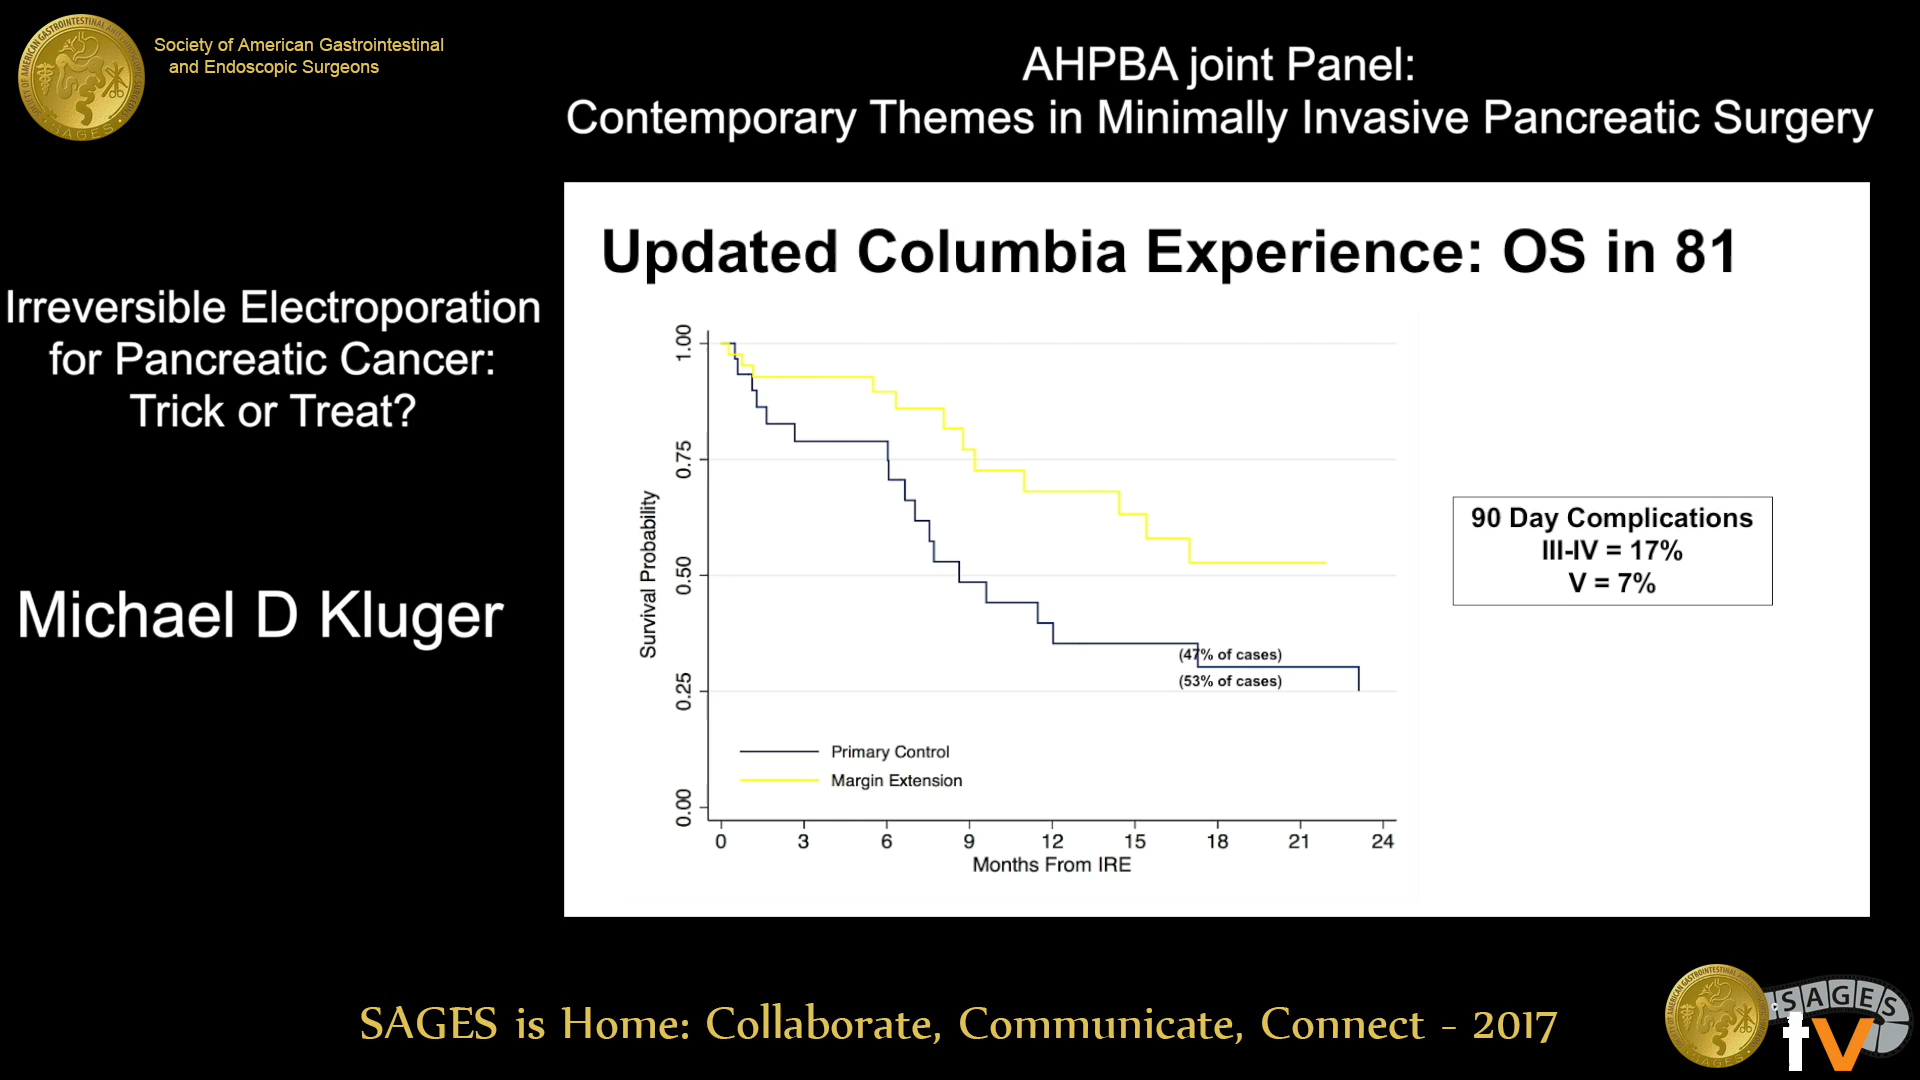 Society of American Gastrointestinal
and Endoscopic Surgeons
AHPBA joint Panel:
Contemporary Themes in Minimally Invasive Pancreatic Surgery
Irreversible Electroporation
for Pancreatic Cancer:
Trick or Treat?
Michael D Kluger
Updated Columbia Experience: OS in 81
Survival Probability
1.00
0.75
0.50
0.25
0.00
(47% of cases)
(53% of cases)
Primary Control
Margin Extension
0 3 6 9 12 15 18 21 24
Months From IRE
90 Day Complications
III-IV = 17%
V = 7%
SAGES is Home: Collaborate, Communicate, Connect - 2017
SAGES
tv